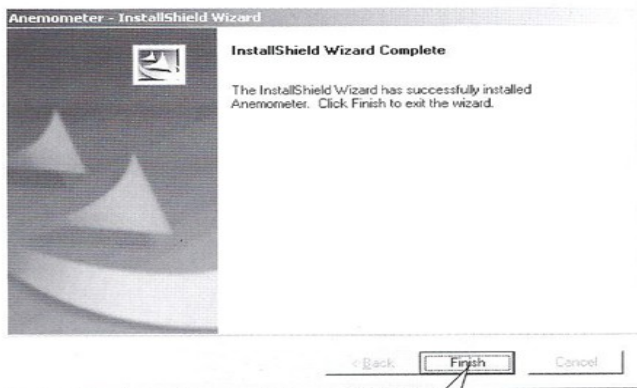 Anemometer - InstallShield Wizard
InstallShield Wizard Complete
The InstallShield Wizard has successfully installed
Anemometer. Click Finish to exit the wizard.
< Back
Finish
Cancel